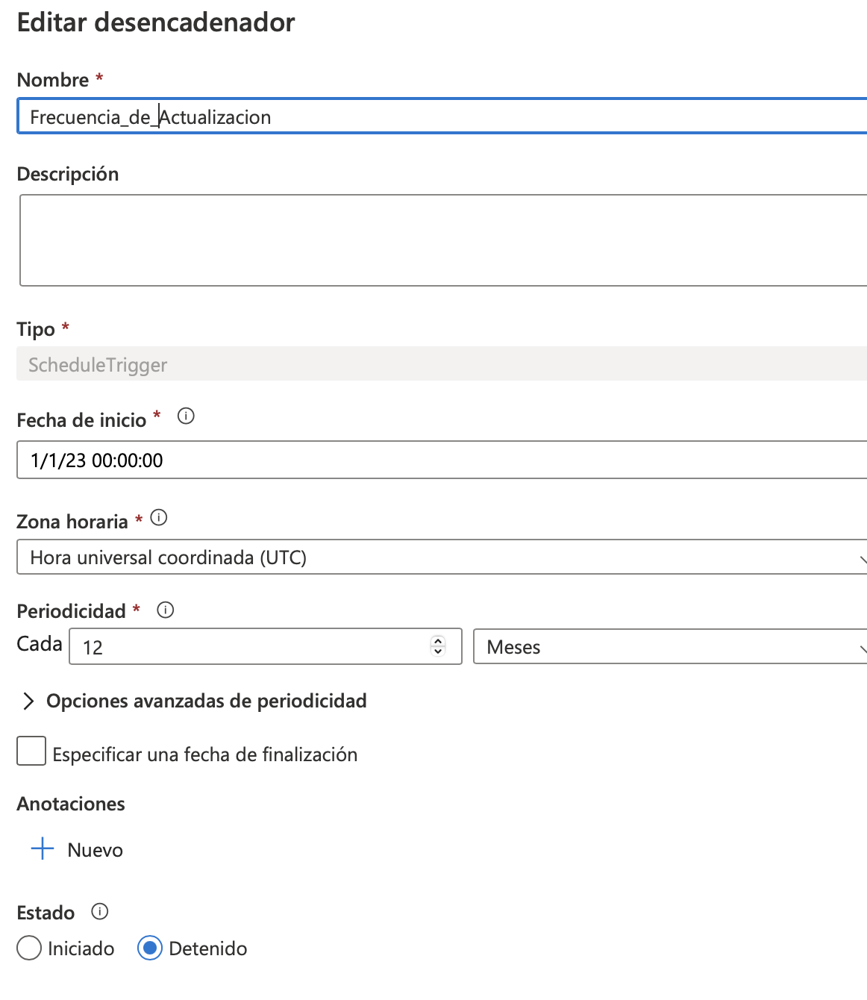 Editar desencadenador
Nombre *
Frecuencia_de_Actualizacion
Descripción
Tipo *
ScheduleTrigger
Fecha de inicio *
1/1/23 00:00:00
Zona horaria *
Hora universal coordinada (UTC)
Periodicidad *
Cada 12 Meses
Opciones avanzadas de periodicidad
Especificar una fecha de finalización
Anotaciones
Nuevo
Estado
Iniciado Detenido